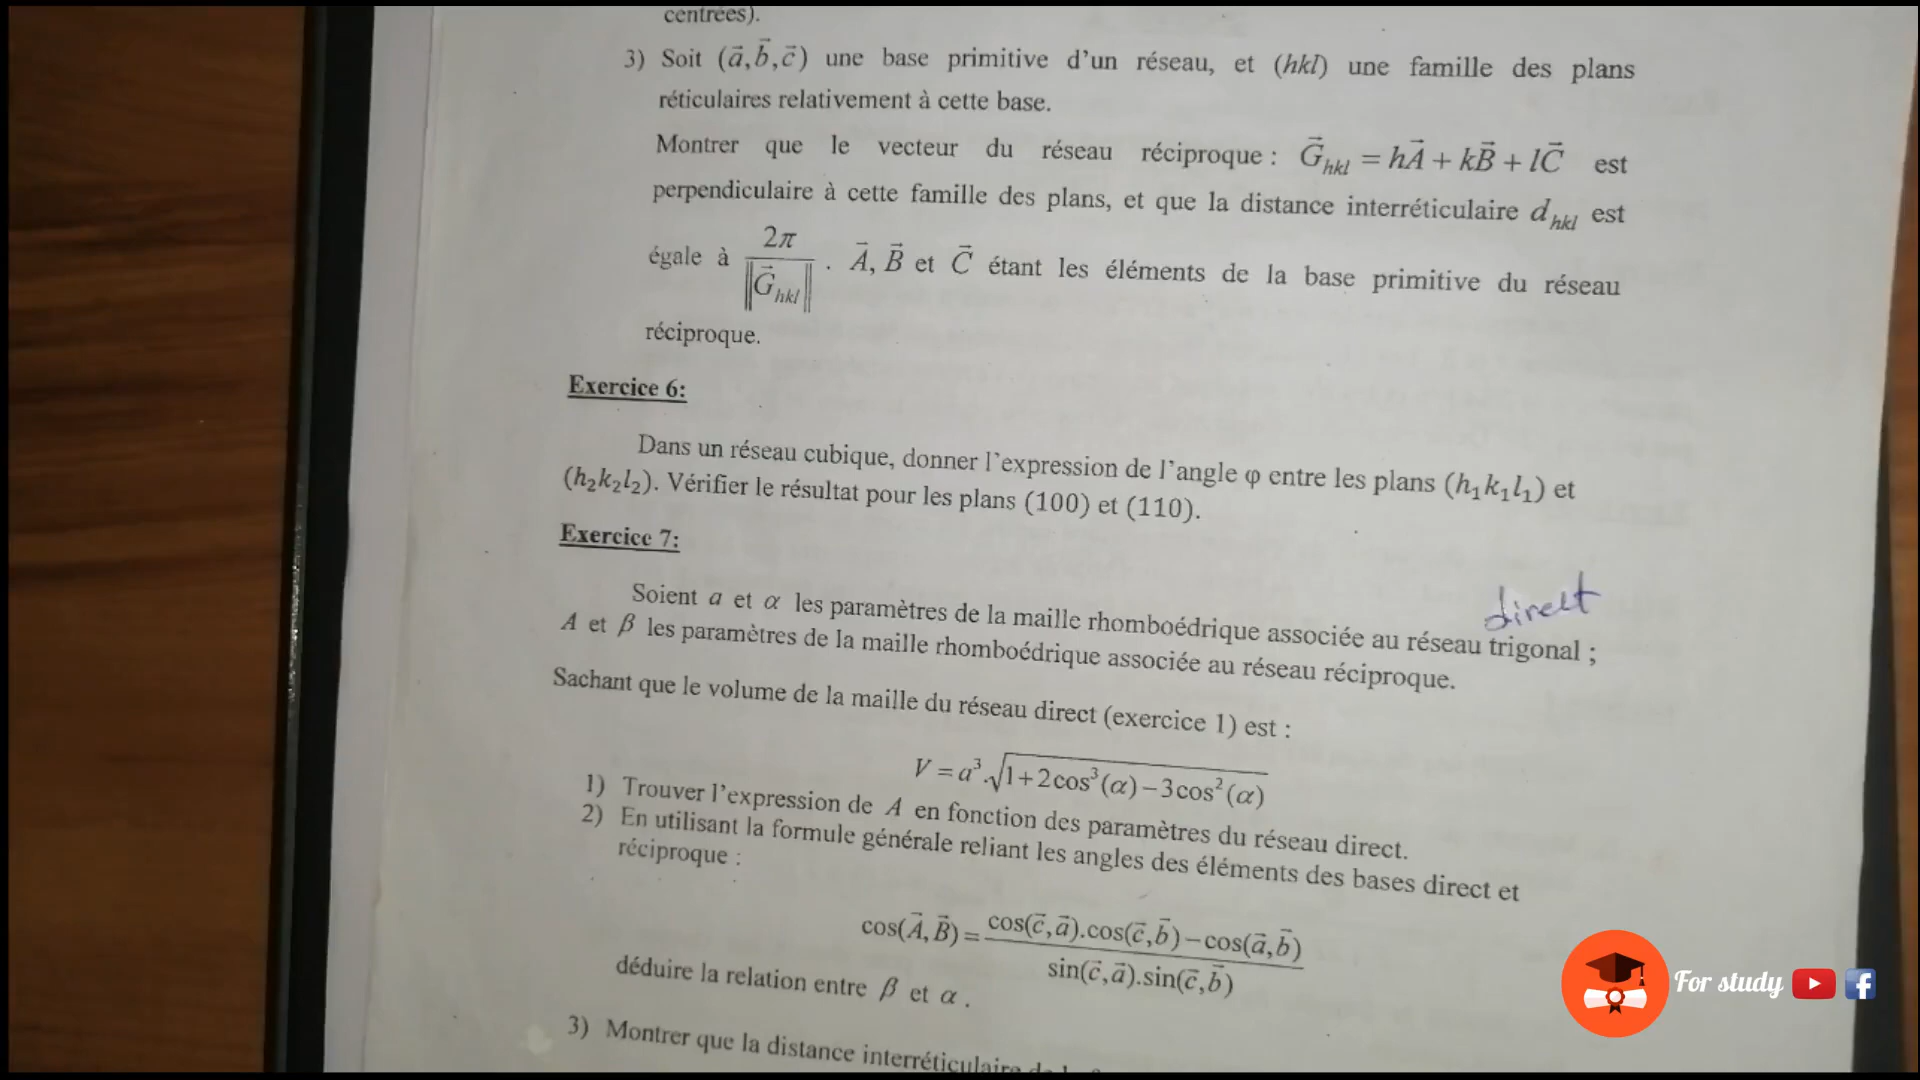 centrées).
3) Soit (a⃗,b⃗,c⃗) une base primitive d'un réseau, et (hkl) une famille des plans
réticulaires relativement à cette base.
Montrer que le vecteur du réseau réciproque : G⃗hkl = hA⃗ + kB⃗ + lC⃗ est
perpendiculaire à cette famille des plans, et que la distance interréticulaire dhkl est
égale à 2π / ‖G⃗hkl‖ . A⃗, B⃗ et C⃗ étant les éléments de la base primitive du réseau
réciproque.
Exercice 6:
Dans un réseau cubique, donner l'expression de l'angle φ entre les plans (h₁k₁l₁) et
(h₂k₂l₂). Vérifier le résultat pour les plans (100) et (110).
Exercice 7:
direct
Soient a et α les paramètres de la maille rhomboédrique associée au réseau trigonal ;
A et β les paramètres de la maille rhomboédrique associée au réseau réciproque.
Sachant que le volume de la maille du réseau direct (exercice 1) est :
V = a³.√(1+2cos³(α)−3cos²(α))
1) Trouver l'expression de A en fonction des paramètres du réseau direct.
2) En utilisant la formule générale reliant les angles des éléments des bases direct et
réciproque :
cos(A⃗,B⃗) = cos(c⃗,a⃗).cos(c⃗,b⃗)−cos(a⃗,b⃗) / sin(c⃗,a⃗).sin(c⃗,b⃗)
déduire la relation entre β et α.
3) Montrer que la distance interréticulaire
For study